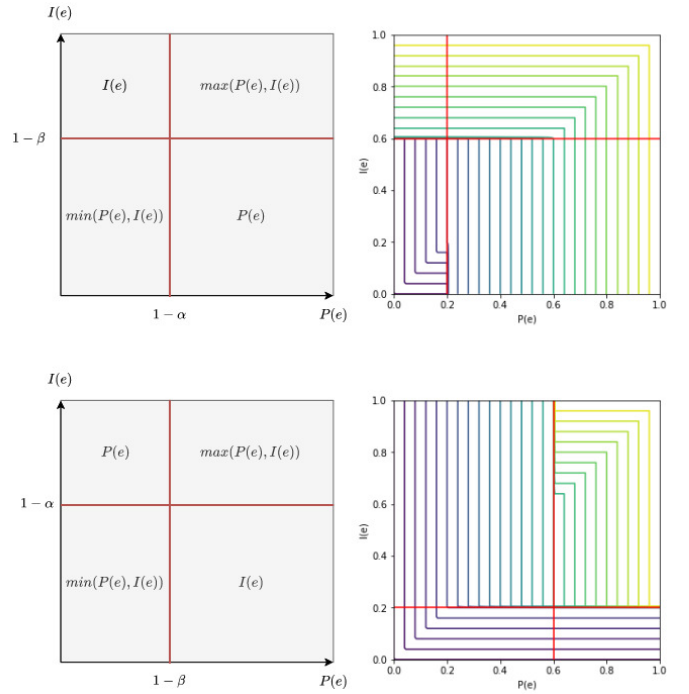 I(e)
I(e)
max(P(e), I(e))
1 − β
min(P(e), I(e))
P(e)
1 − α
P(e)
1.0
0.8
0.6
0.4
0.2
0.0
I(e)
0.0
0.2
0.4
0.6
0.8
1.0
P(e)
I(e)
P(e)
max(P(e), I(e))
1 − α
min(P(e), I(e))
I(e)
1 − β
P(e)
1.0
0.8
0.6
0.4
0.2
0.0
I(e)
0.0
0.2
0.4
0.6
0.8
1.0
P(e)